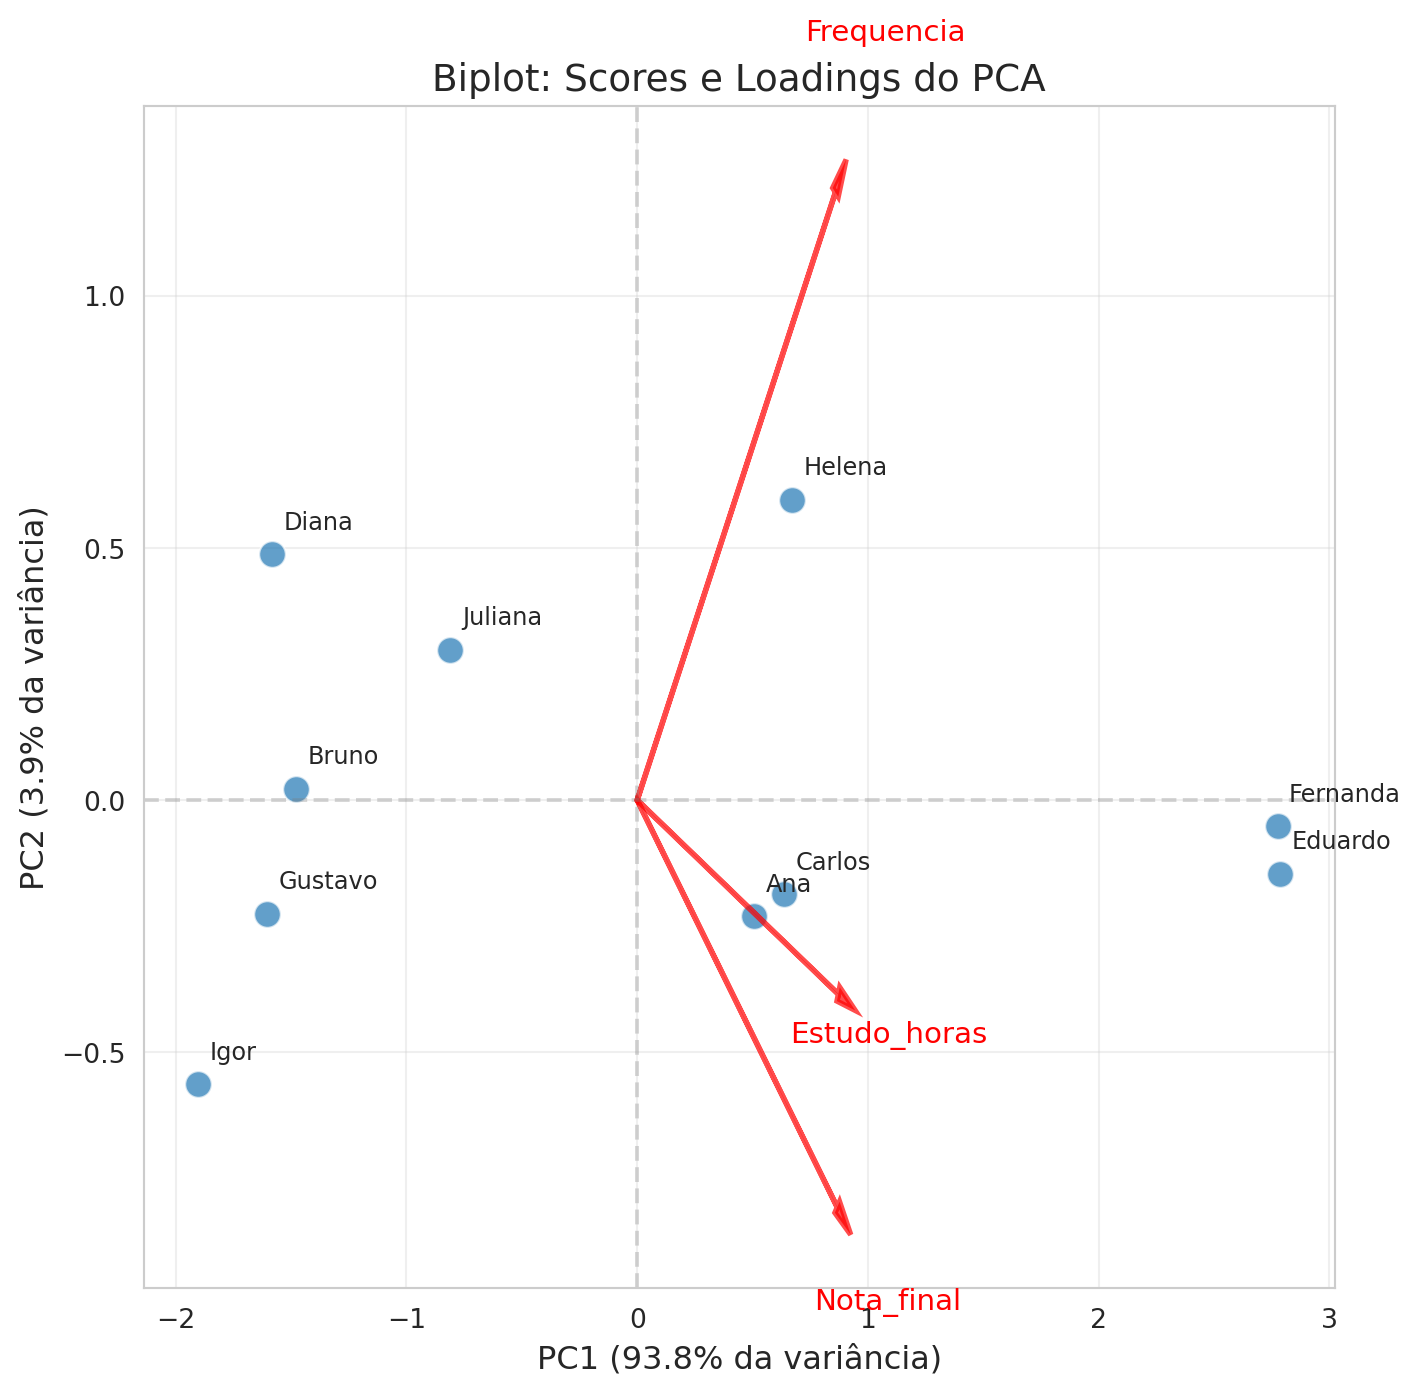 Frequencia
Biplot: Scores e Loadings do PCA
1.0
0.5
0.0
−0.5
PC2 (3.9% da variância)
Helena
Diana
Juliana
Bruno
Fernanda
Eduardo
Carlos
Ana
Gustavo
Estudo_horas
Igor
Nota_final
−2
−1
0
1
2
3
PC1 (93.8% da variância)